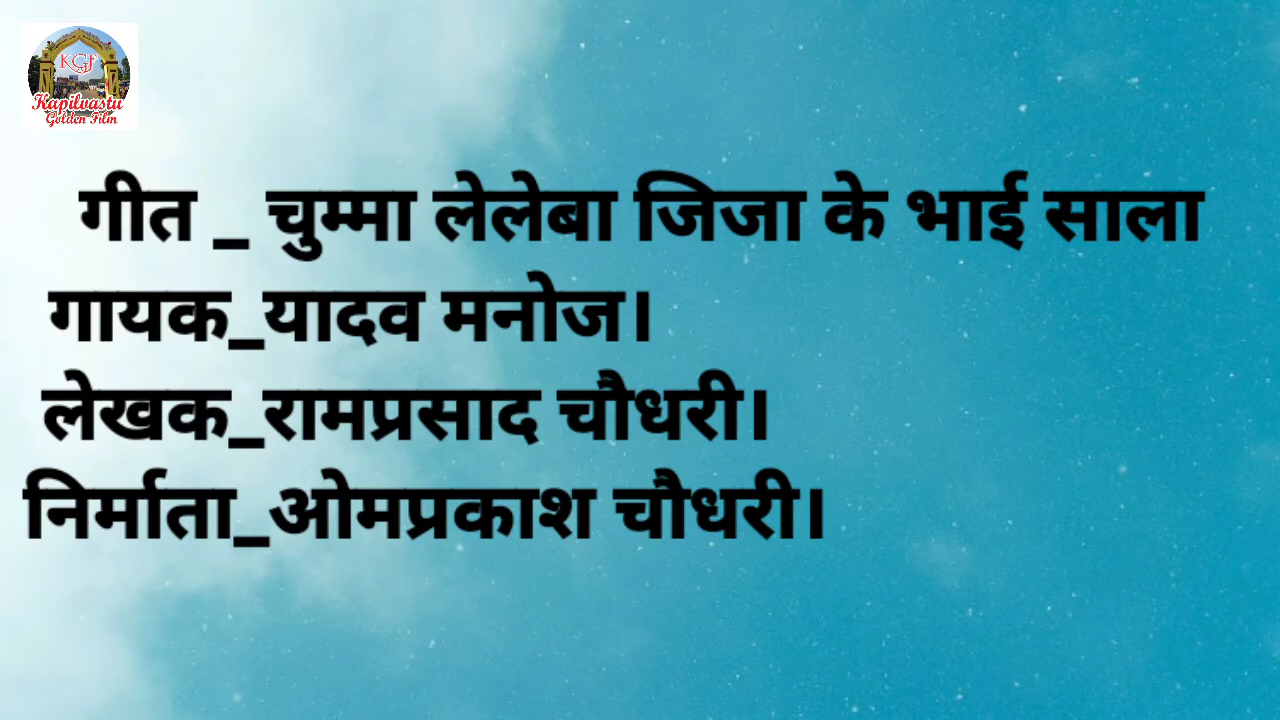 KGF
Kapilvastu
Golden Film
गीत _ चुम्मा लेलेबा जिजा के भाई साला
गायक_यादव मनोज।
लेखक_रामप्रसाद चौधरी।
निर्माता_ओमप्रकाश चौधरी।